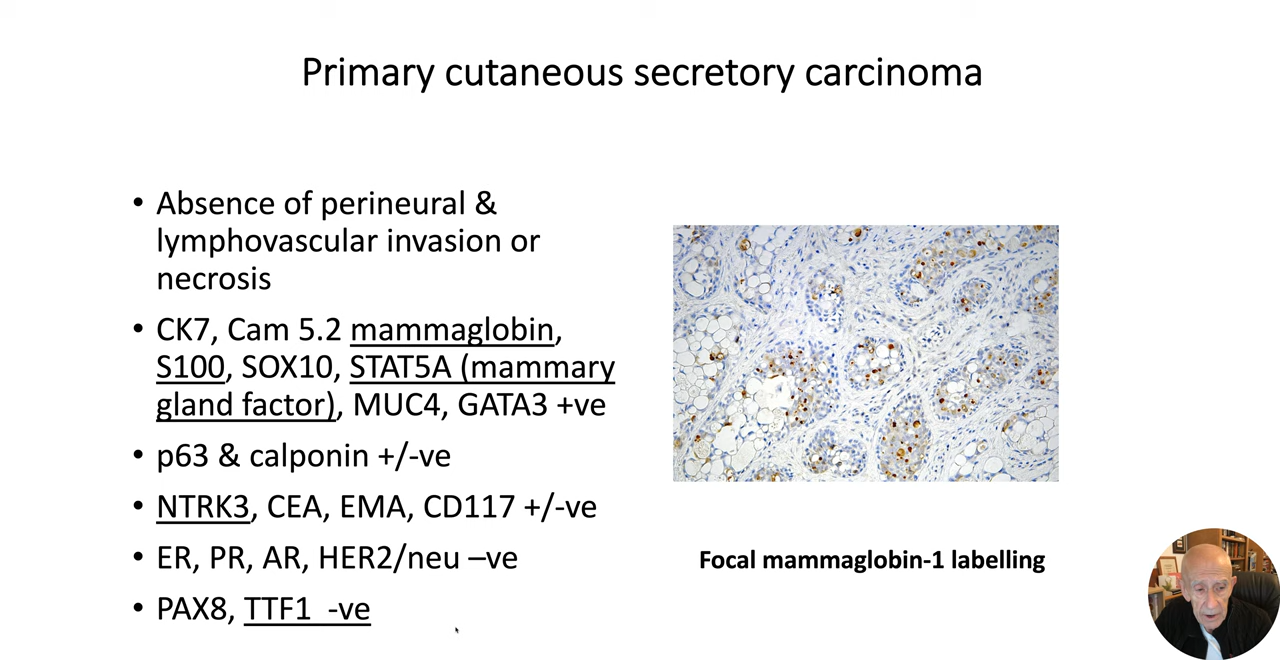 Primary cutaneous secretory carcinoma
• Absence of perineural &
lymphovascular invasion or
necrosis
• CK7, Cam 5.2 mammaglobin,
S100, SOX10, STAT5A (mammary
gland factor), MUC4, GATA3 +ve
• p63 & calponin +/-ve
• NTRK3, CEA, EMA, CD117 +/-ve
• ER, PR, AR, HER2/neu –ve
• PAX8, TTF1 -ve
Focal mammaglobin-1 labelling